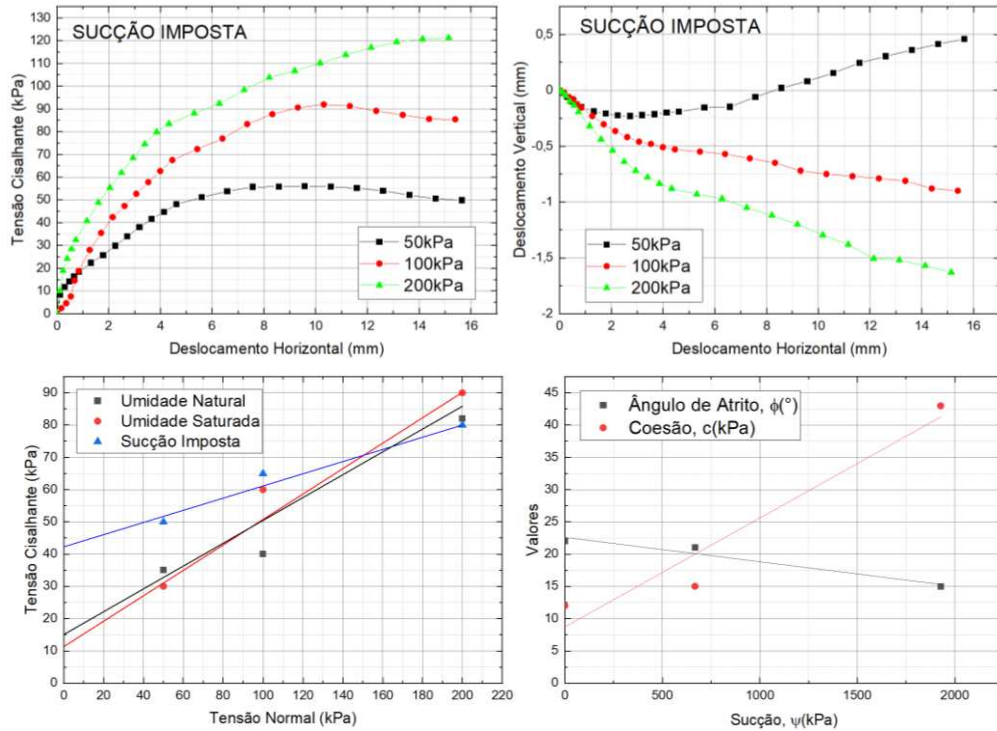 SUCÇÃO IMPOSTA
Tensão Cisalhante (kPa)
135
130
120
110
100
90
80
70
60
50
40
30
20
10
0
50kPa
100kPa
200kPa
0 2 4 6 8 10 12 14 16
Deslocamento Horizontal (mm)
SUCÇÃO IMPOSTA
Deslocamento Vertical (mm)
0,5
0
-0,5
-1
-1,5
-2
50kPa
100kPa
200kPa
0 2 4 6 8 10 12 14 16
Deslocamento Horizontal (mm)
Tensão Cisalhante (kPa)
90
80
70
60
50
40
30
20
10
0
Umidade Natural
Umidade Saturada
Sucção Imposta
0 20 40 60 80 100 120 140 160 180 200 220
Tensão Normal (kPa)
Valores
45
40
35
30
25
20
15
10
5
0
Ângulo de Atrito, ϕ(°)
Coesão, c(kPa)
0 500 1000 1500 2000
Sucção, ψ(kPa)